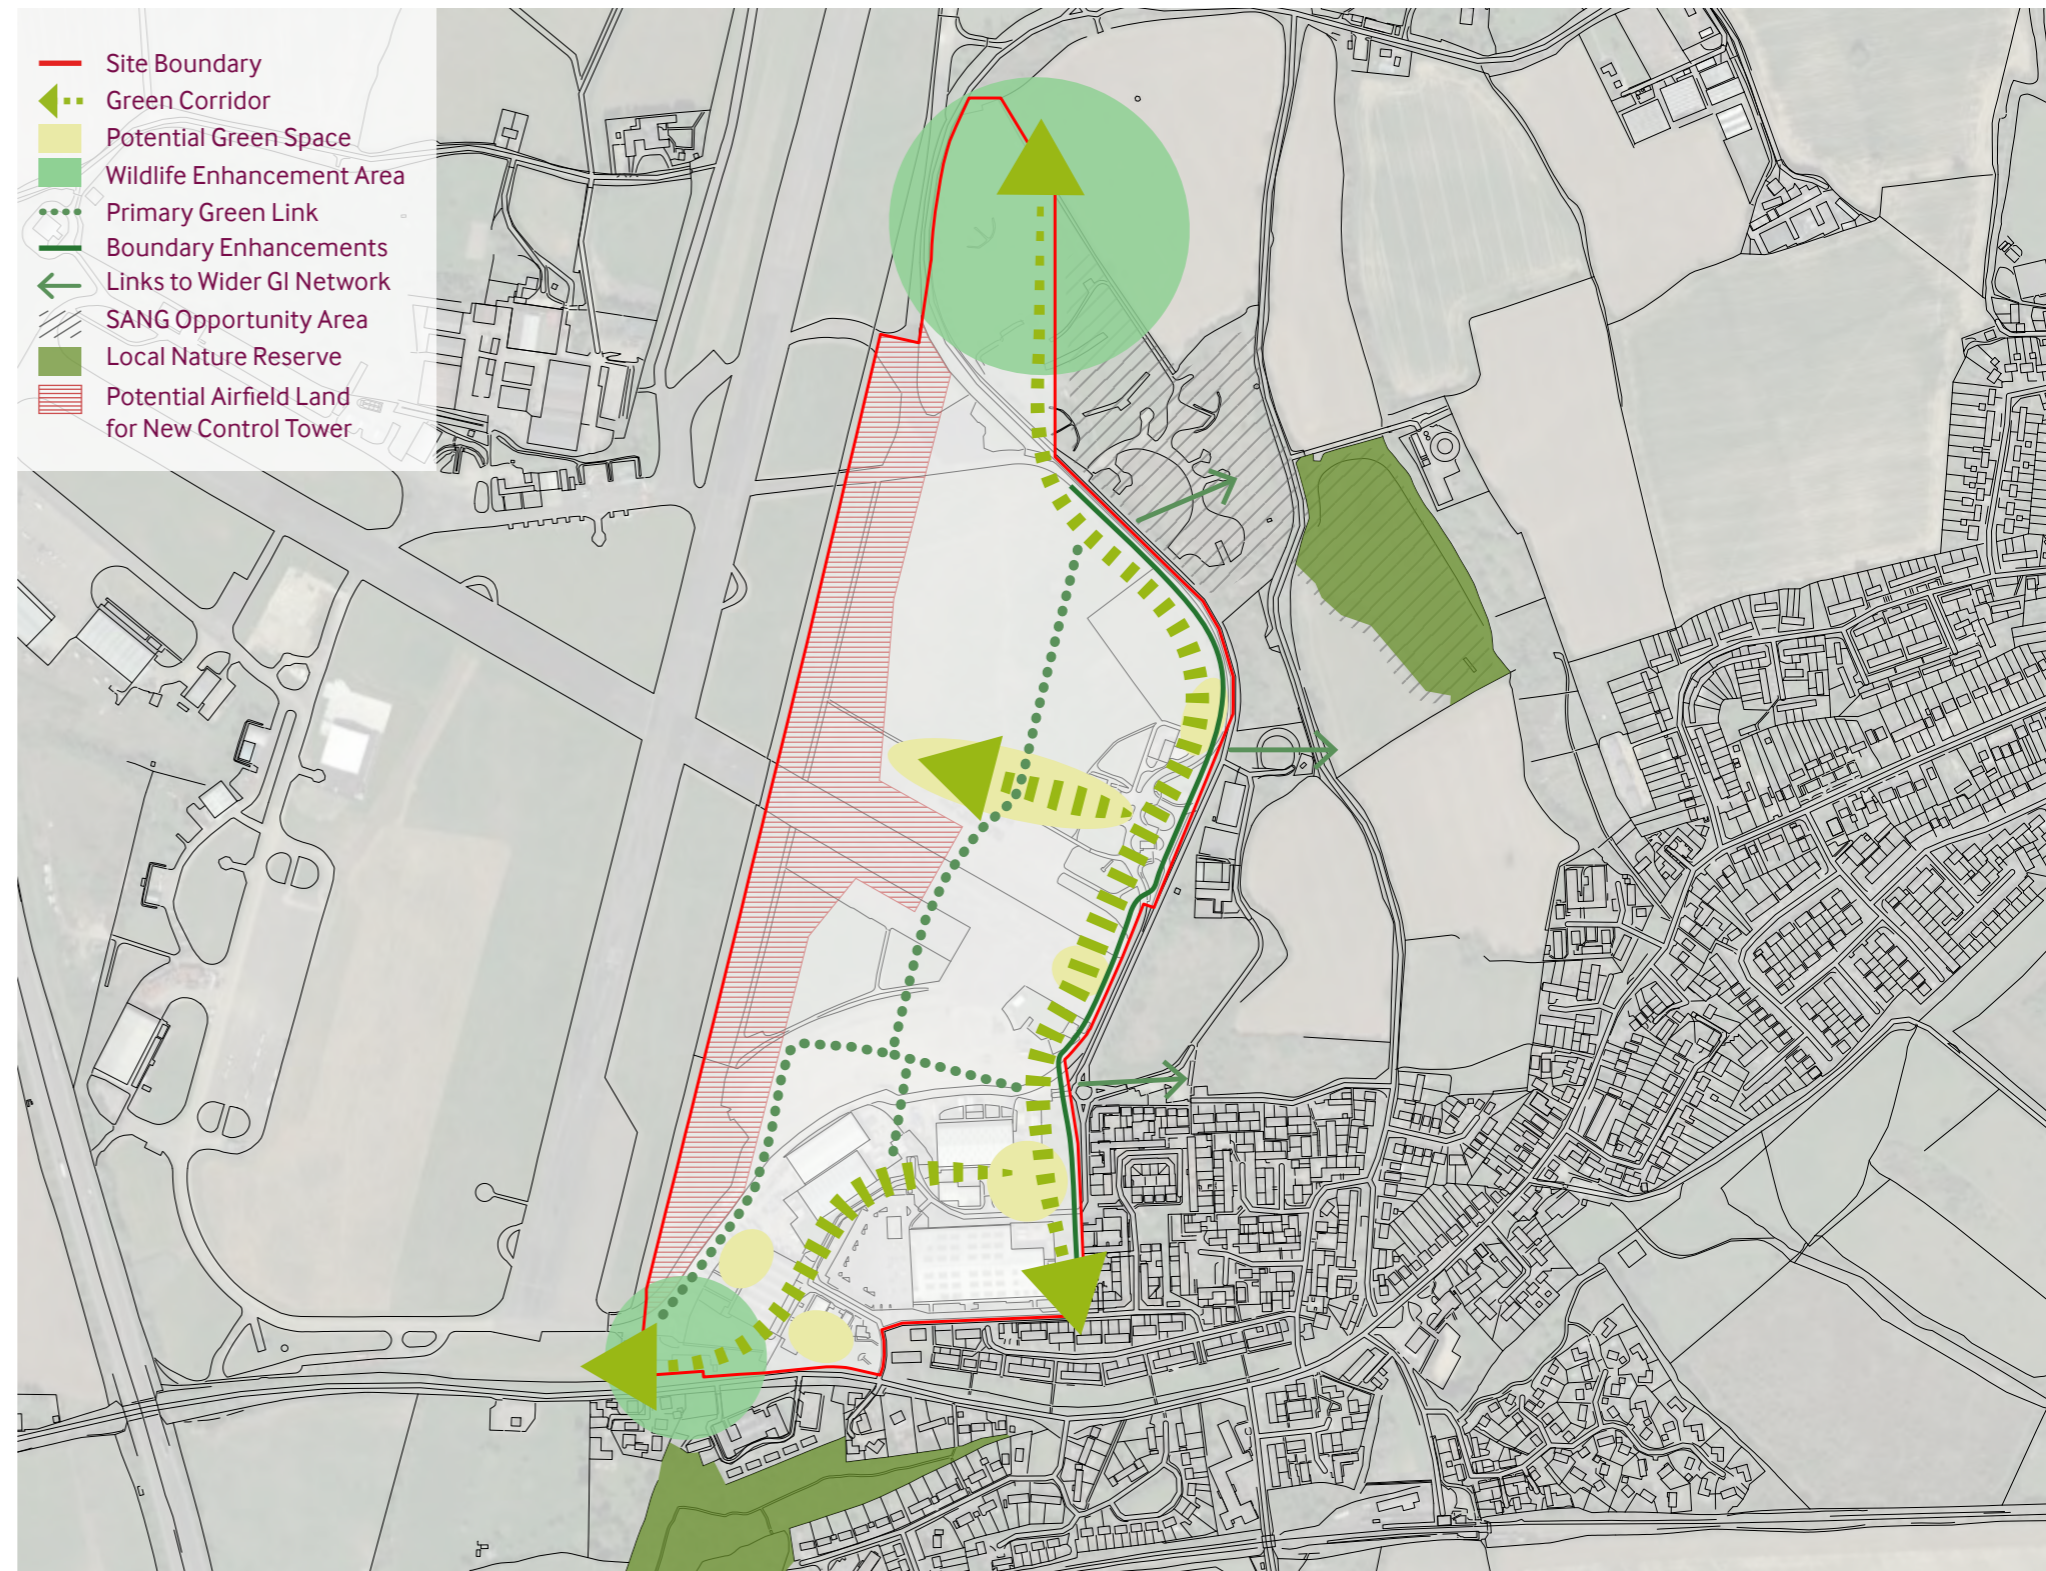 Site Boundary
Green Corridor
Potential Green Space
Wildlife Enhancement Area
Primary Green Link
Boundary Enhancements
Links to Wider GI Network
SANG Opportunity Area
Local Nature Reserve
Potential Airfield Land
for New Control Tower